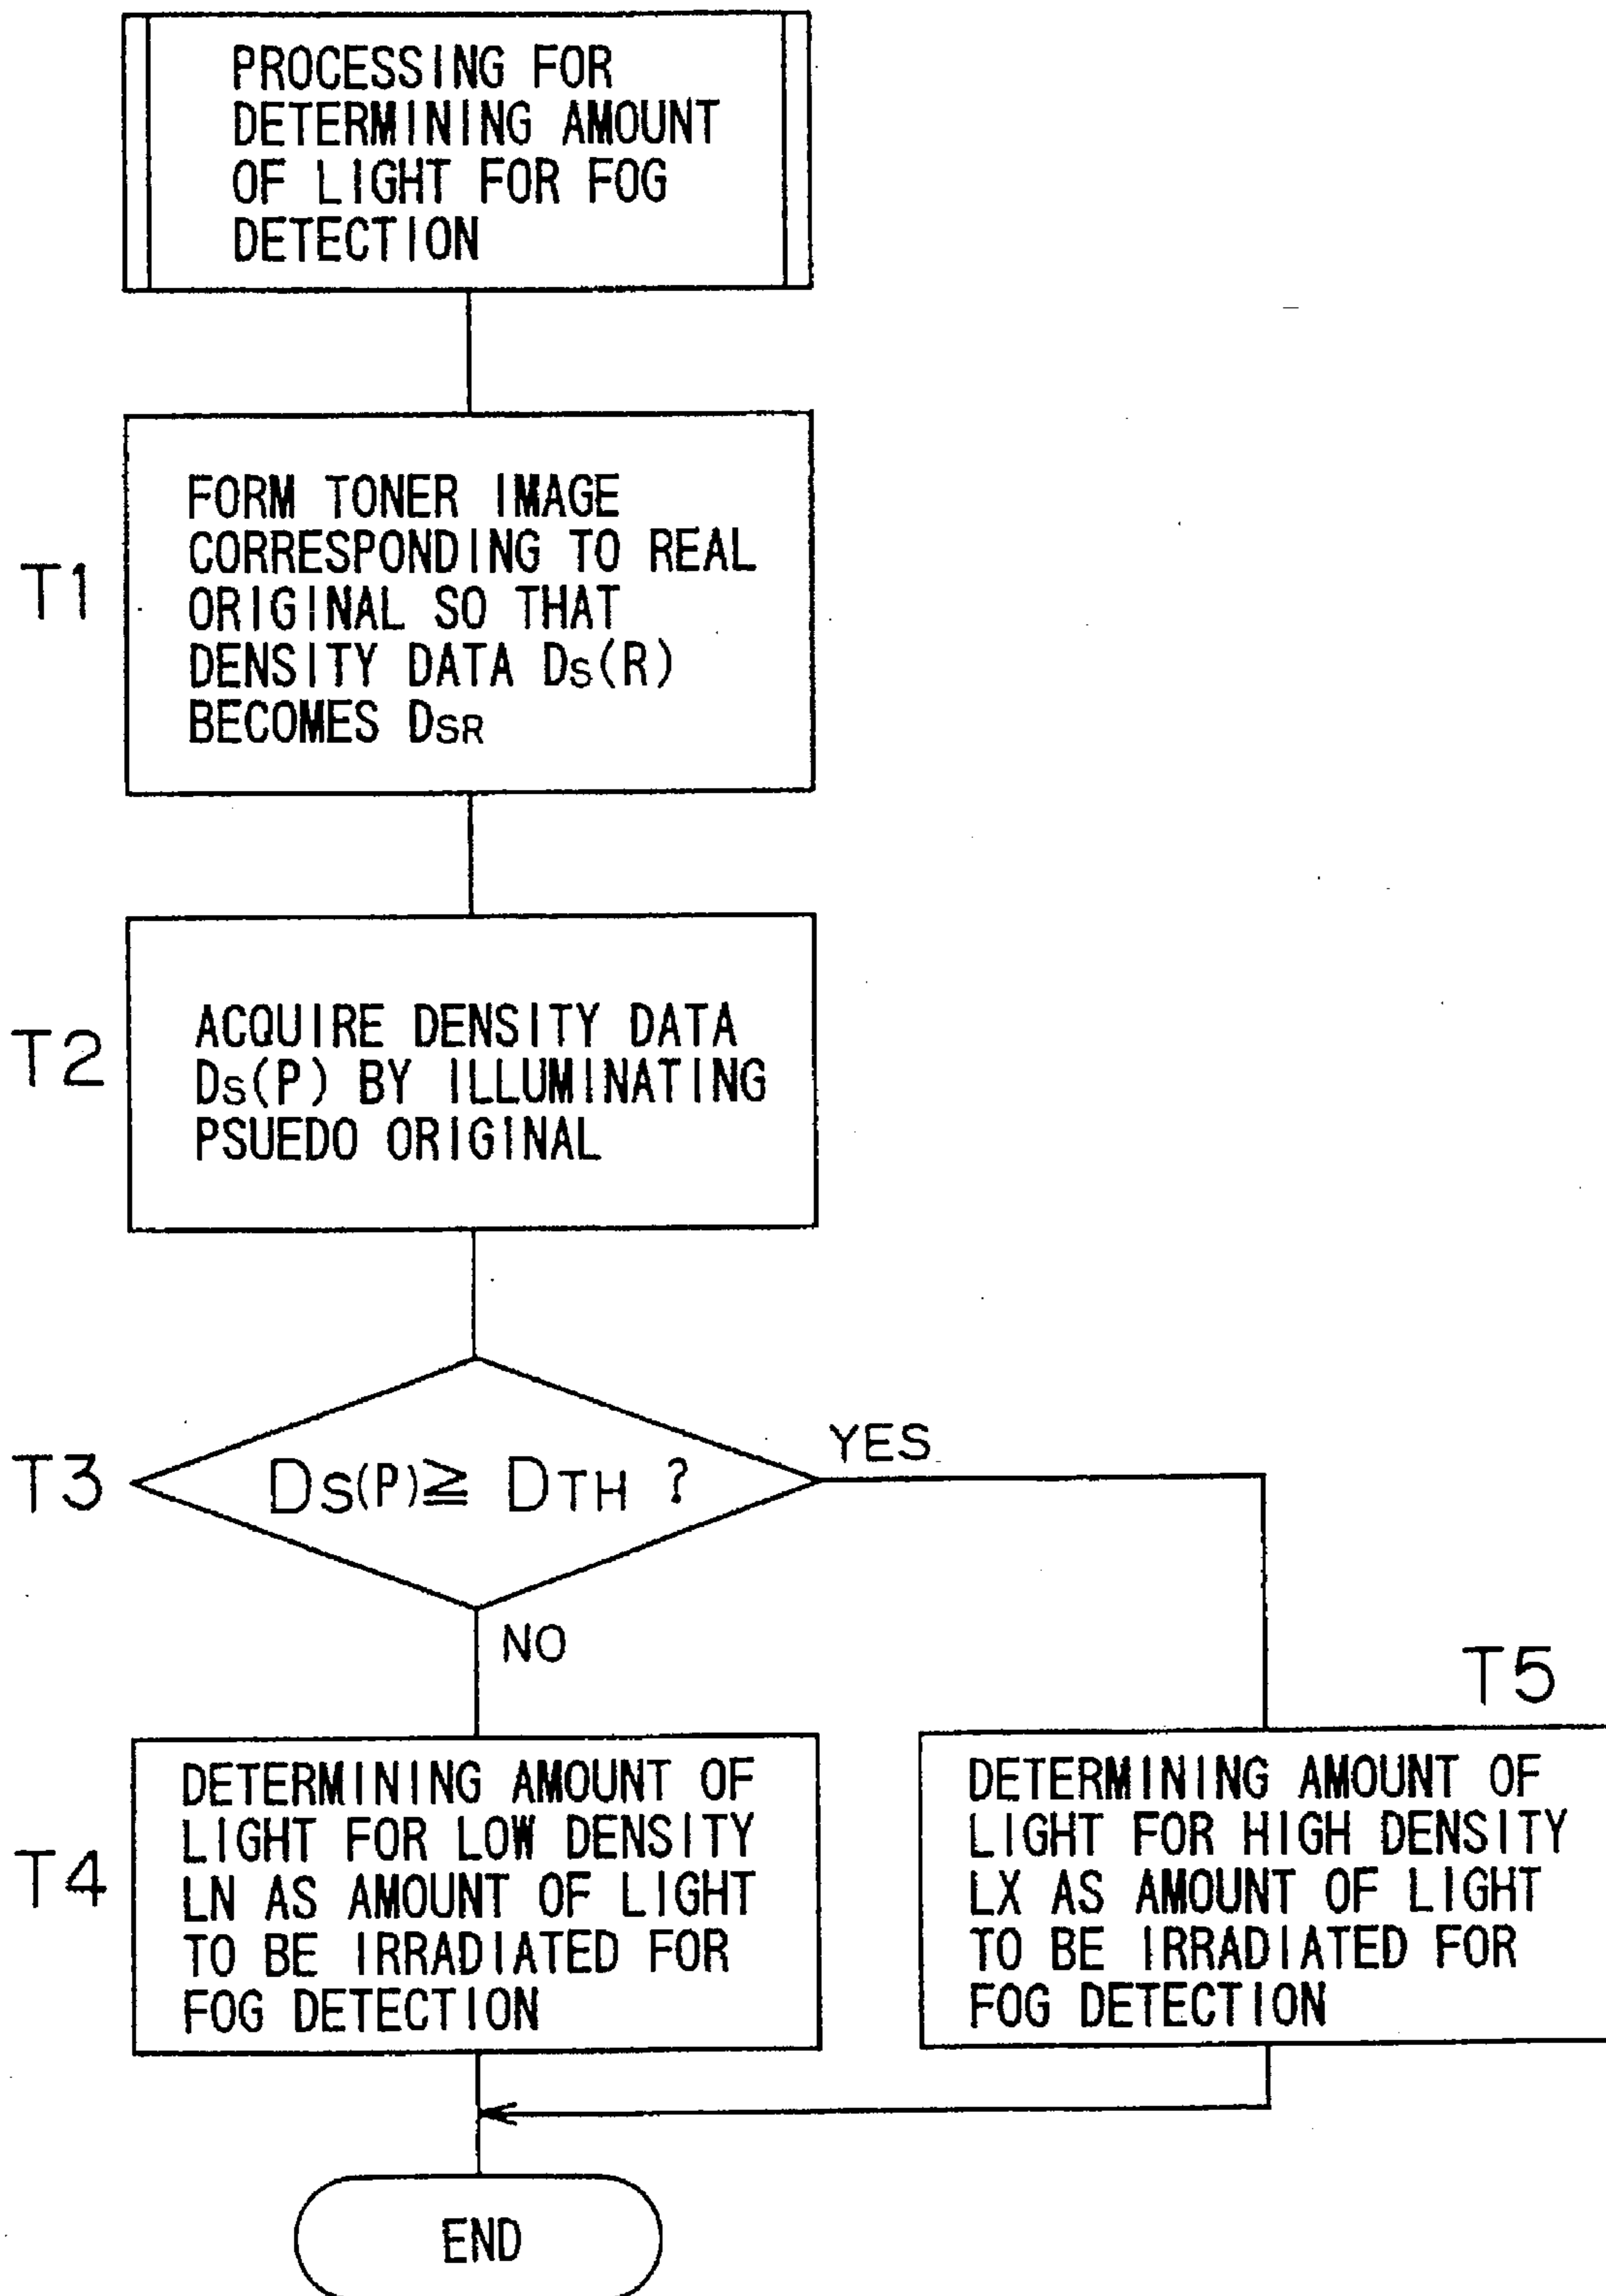 PROCESSING FOR
DETERMINING AMOUNT
OF LIGHT FOR FOG
DETECTION
T1
FORM TONER IMAGE
CORRESPONDING TO REAL
ORIGINAL SO THAT
DENSITY DATA DS(R)
BECOMES DSR
T2
ACQUIRE DENSITY DATA
DS(P) BY ILLUMINATING
PSUEDO ORIGINAL
T3
DS(P)≧ DTH ?
YES
NO
T4
DETERMINING AMOUNT OF
LIGHT FOR LOW DENSITY
LN AS AMOUNT OF LIGHT
TO BE IRRADIATED FOR
FOG DETECTION
T5
DETERMINING AMOUNT OF
LIGHT FOR HIGH DENSITY
LX AS AMOUNT OF LIGHT
TO BE IRRADIATED FOR
FOG DETECTION
END